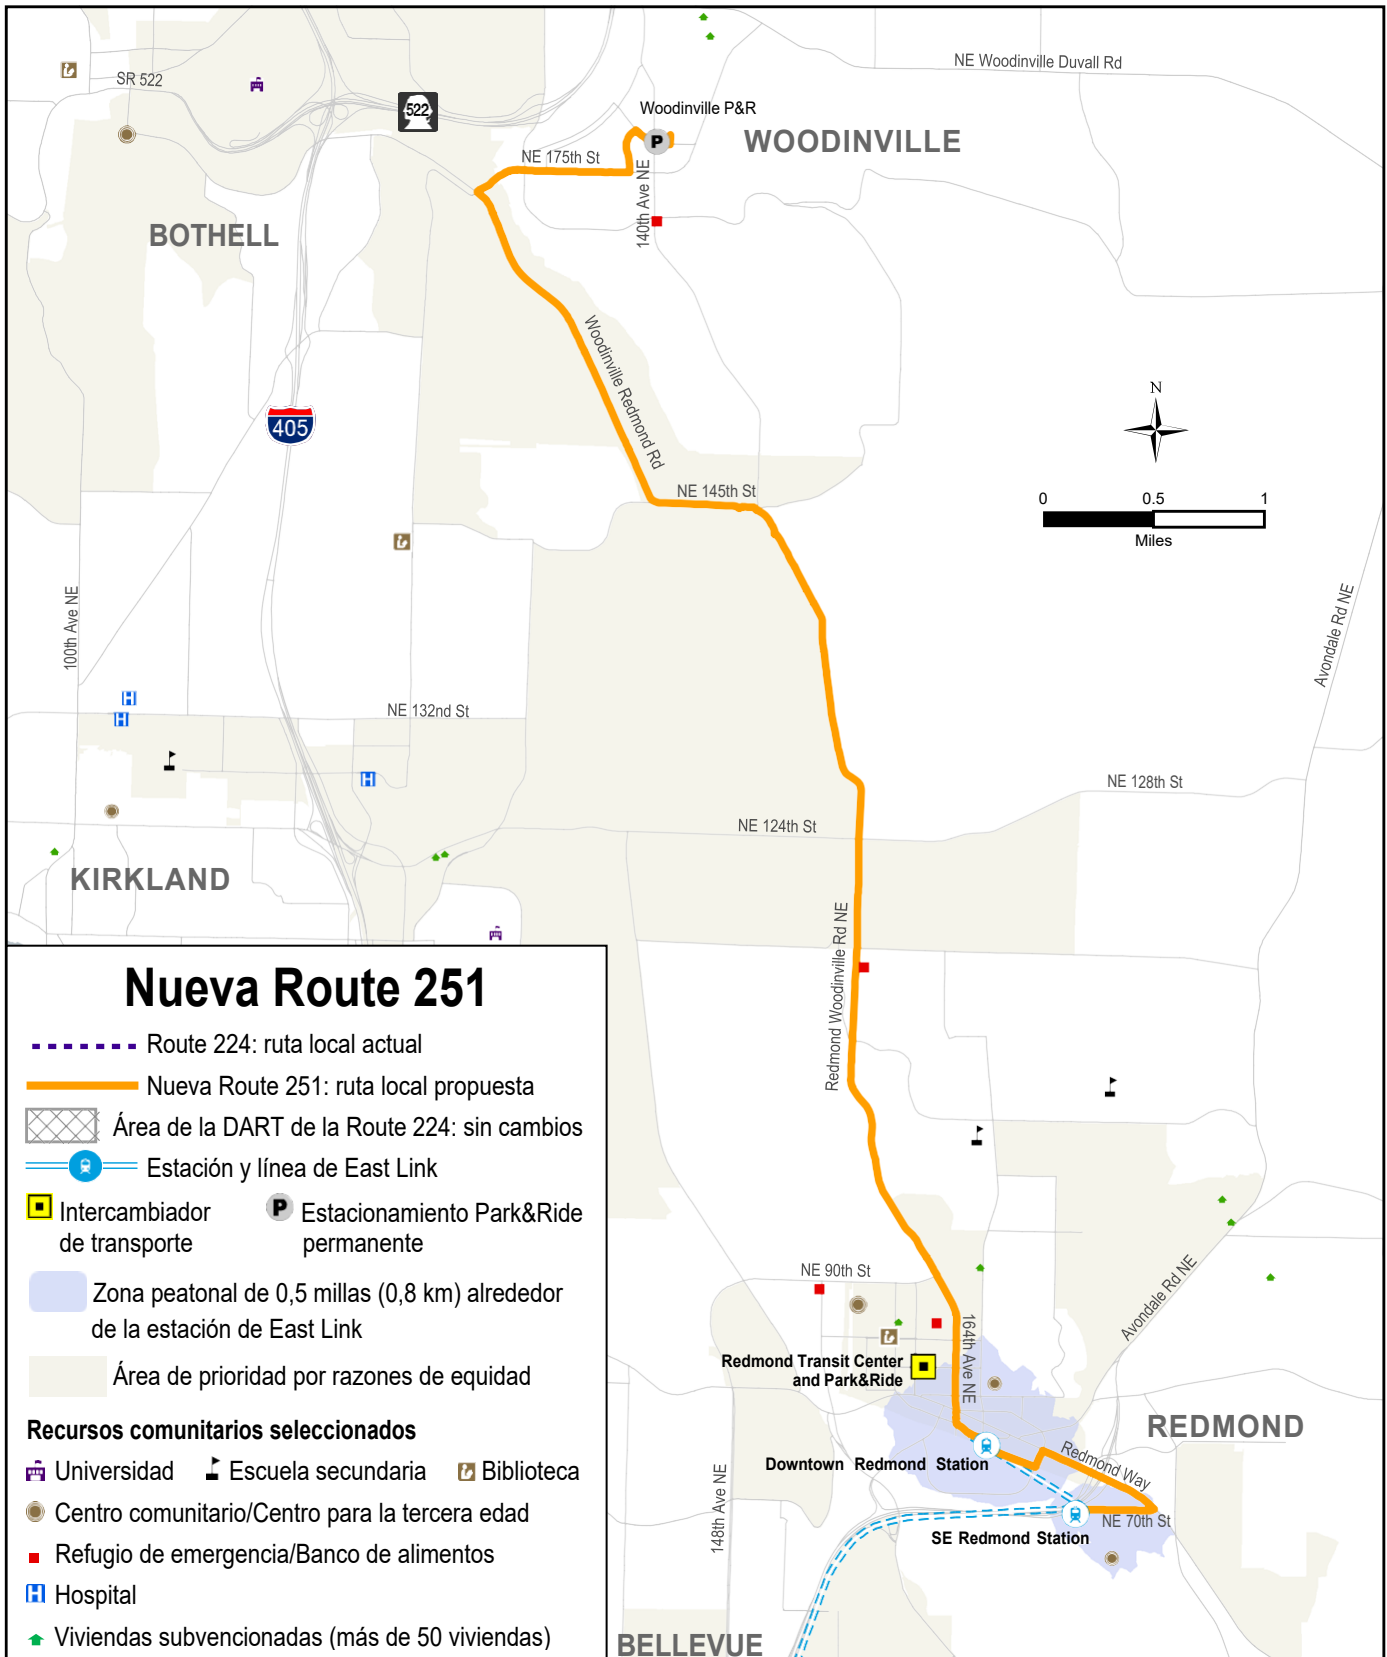 NE Woodinville Duvall Rd
SR 522
522
Woodinville P&R
P
WOODINVILLE
NE 175th St
140th Ave NE
BOTHELL
Woodinville Redmond Rd
N
405
NE 145th St
0 0.5 1
Miles
100th Ave NE
Avondale Rd NE
H
H
NE 132nd St
H
NE 128th St
NE 124th St
KIRKLAND
Redmond Woodinville Rd NE
NE 90th St
Avondale Rd NE
164th Ave NE
Redmond Transit Center
and Park&Ride
REDMOND
Redmond Way
Downtown Redmond Station
148th Ave NE
NE 70th St
SE Redmond Station
BELLEVUE
Nueva Route 251
Route 224: ruta local actual
Nueva Route 251: ruta local propuesta
Área de la DART de la Route 224: sin cambios
Estación y línea de East Link
Intercambiador
de transporte
P Estacionamiento Park&Ride
permanente
Zona peatonal de 0,5 millas (0,8 km) alrededor
de la estación de East Link
Área de prioridad por razones de equidad
Recursos comunitarios seleccionados
Universidad Escuela secundaria Biblioteca
Centro comunitario/Centro para la tercera edad
Refugio de emergencia/Banco de alimentos
H Hospital
Viviendas subvencionadas (más de 50 viviendas)